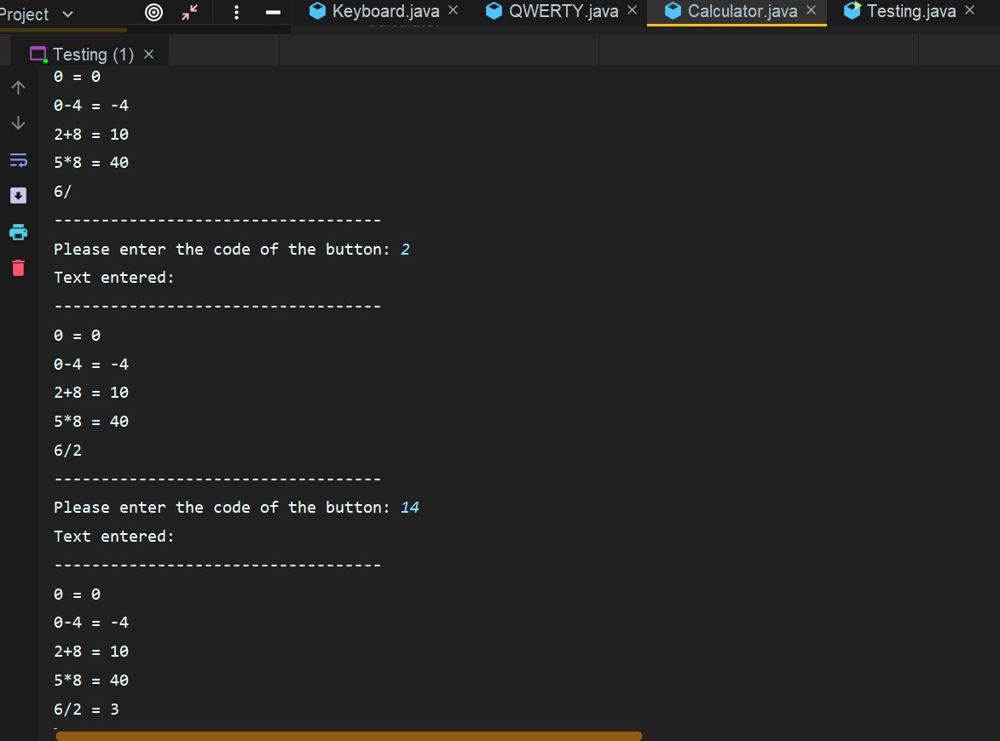 Project Keyboard.java QWERTY.java Calculator.java Testing.java
Testing (1)
0 = 0
0-4 = -4
2+8 = 10
5*8 = 40
6/
-----------------------------------
Please enter the code of the button: 2
Text entered:
-----------------------------------
0 = 0
0-4 = -4
2+8 = 10
5*8 = 40
6/2
-----------------------------------
Please enter the code of the button: 14
Text entered:
-----------------------------------
0 = 0
0-4 = -4
2+8 = 10
5*8 = 40
6/2 = 3